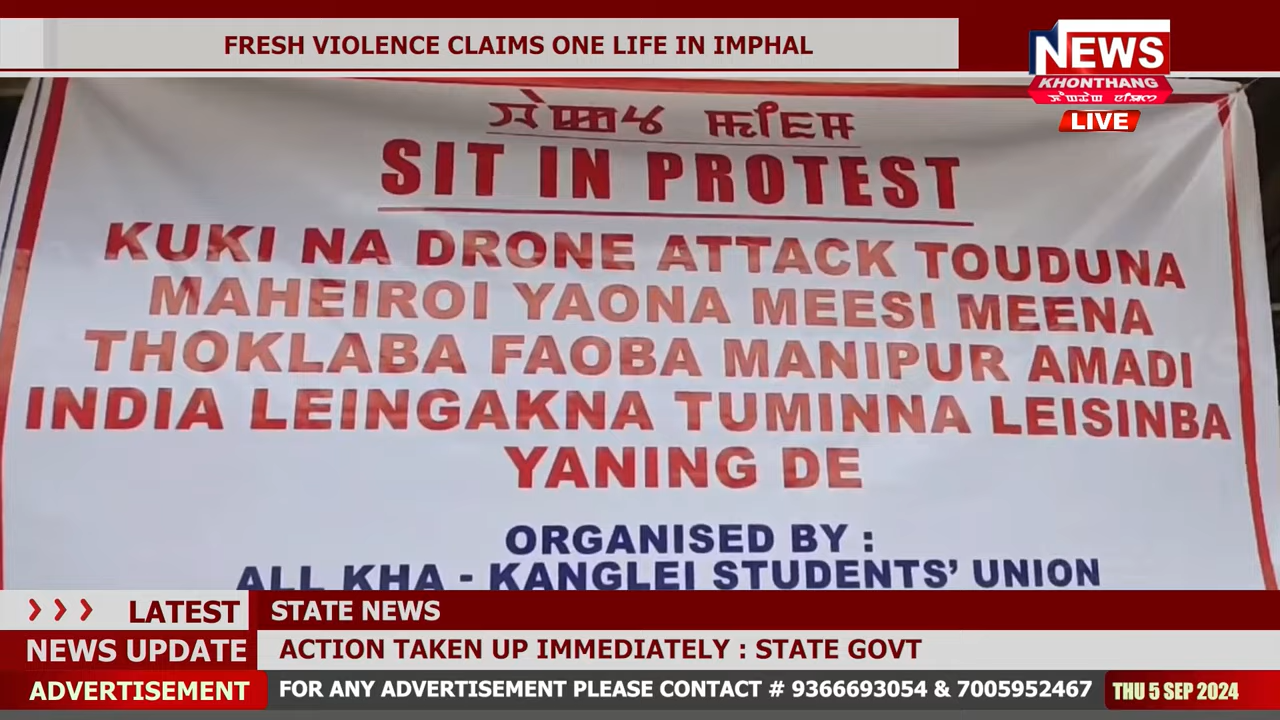 FRESH VIOLENCE CLAIMS ONE LIFE IN IMPHAL
NEWS
KHONTHANG
LIVE
SIT IN PROTEST
KUKI NA DRONE ATTACK TOUDUNA
MAHEIROI YAONA MEESI MEENA
THOKLABA FAOBA MANIPUR AMADI
INDIA LEINGAKNA TUMINNA LEISINBA
YANING DE
ORGANISED BY :
ALL KHA - KANGLEI STUDENTS' UNION
LATEST
STATE NEWS
NEWS UPDATE
ACTION TAKEN UP IMMEDIATELY : STATE GOVT
ADVERTISEMENT
FOR ANY ADVERTISEMENT PLEASE CONTACT # 9366693054 & 7005952467
THU 5 SEP 2024